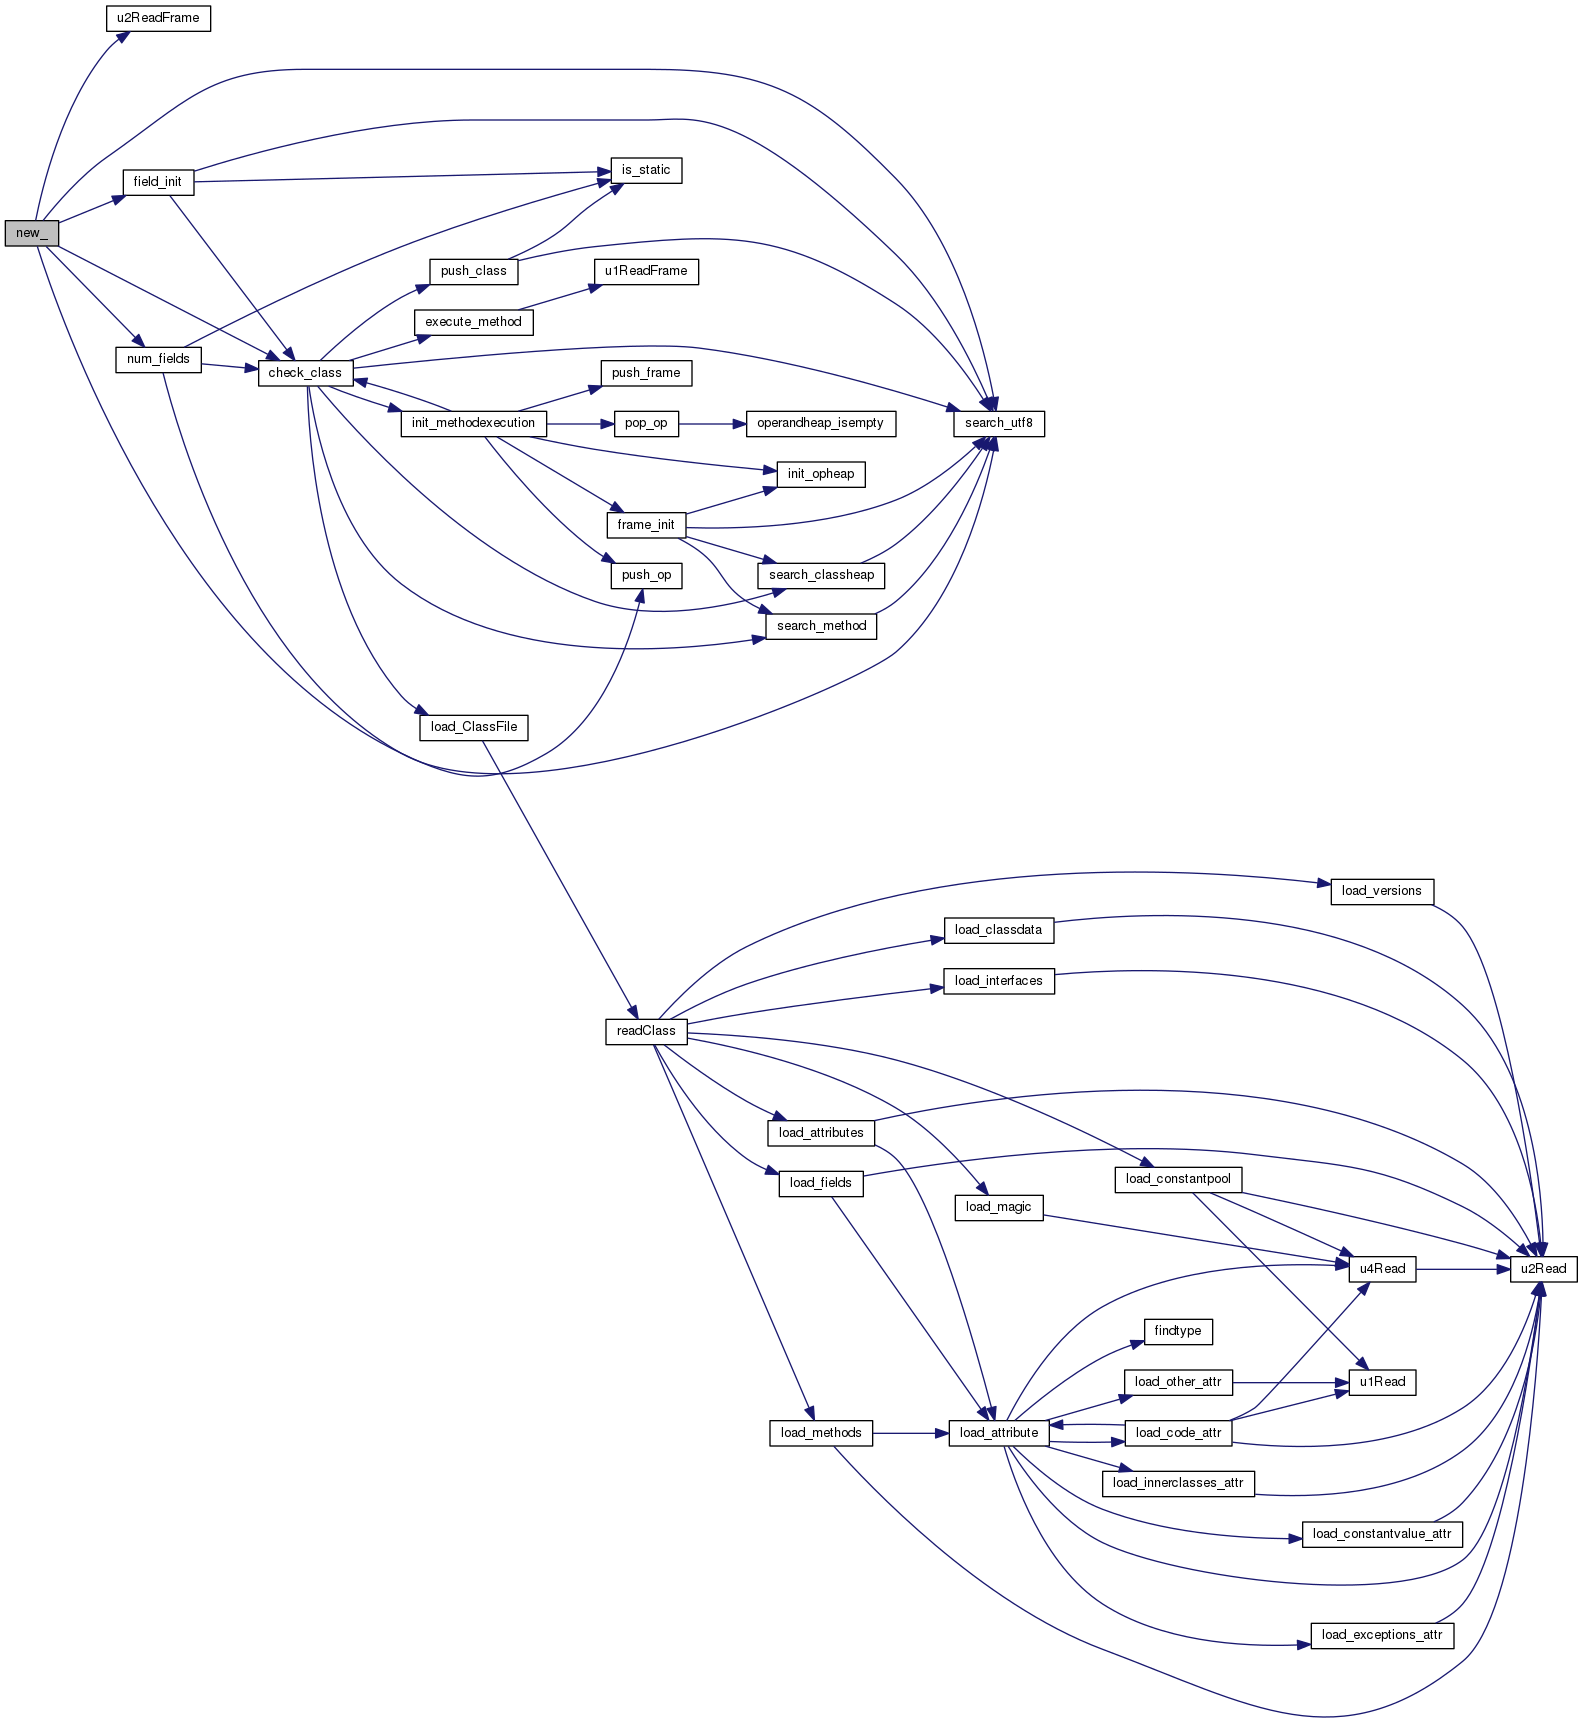 u2ReadFrame
is_static
field_init
new_
push_class
u1ReadFrame
execute_method
num_fields
check_class
push_frame
init_methodexecution
pop_op
operandheap_isempty
search_utf8
init_opheap
frame_init
push_op
search_classheap
search_method
load_ClassFile
load_versions
load_classdata
load_interfaces
readClass
load_attributes
load_fields
load_constantpool
load_magic
u4Read
u2Read
findtype
load_other_attr
u1Read
load_methods
load_attribute
load_code_attr
load_innerclasses_attr
load_constantvalue_attr
load_exceptions_attr